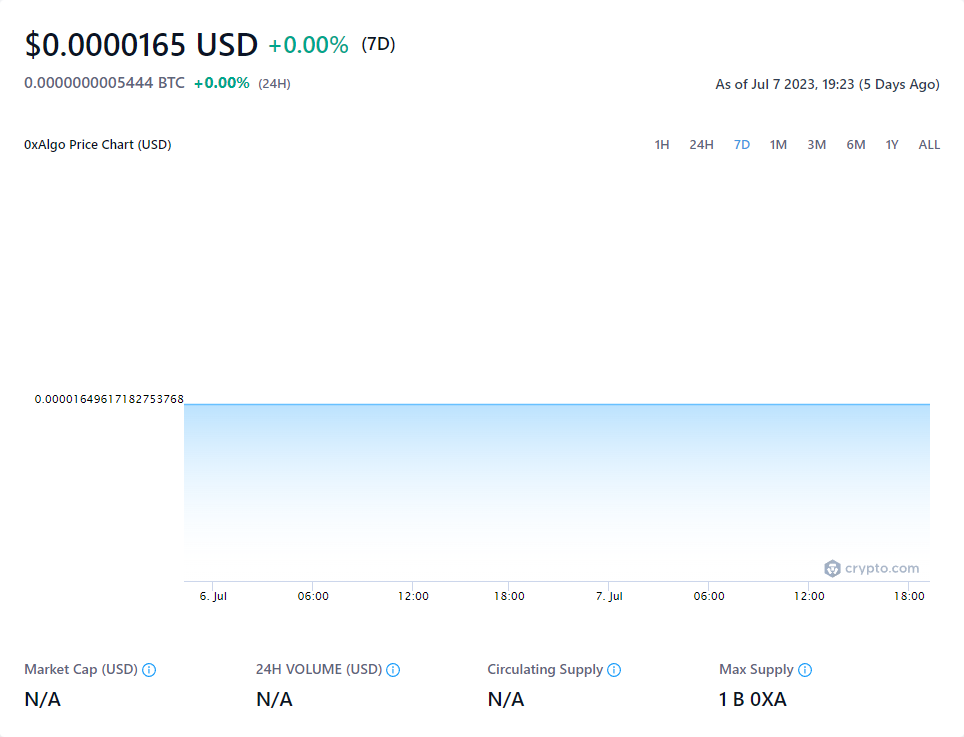 $0.0000165 USD +0.00% (7D)
0.0000000005444 BTC +0.00% (24H)
As of Jul 7 2023, 19:23 (5 Days Ago)
0xAlgo Price Chart (USD)
1H 24H 7D 1M 3M 6M 1Y ALL
0.00001649617182753768
crypto.com
6. Jul 06:00 12:00 18:00 7. Jul 06:00 12:00 18:00
Market Cap (USD) 24H VOLUME (USD) Circulating Supply Max Supply
N/A N/A N/A 1 B 0XA